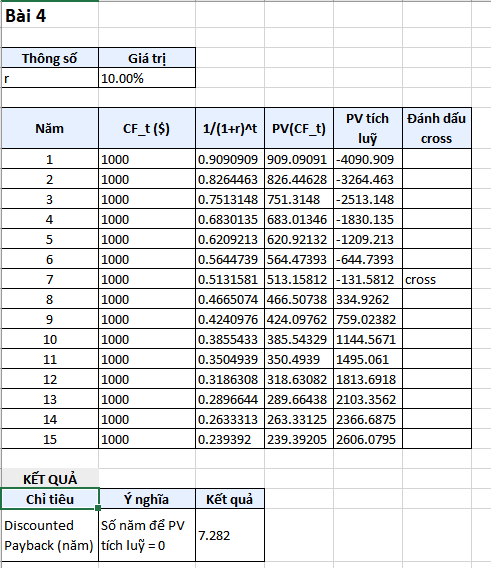 Bài 4
Thông số Giá trị
r 10.00%
Năm CF_t ($) 1/(1+r)^t PV(CF_t) PV tích luỹ Đánh dấu cross
1 1000 0.9090909 909.09091 -4090.909
2 1000 0.8264463 826.44628 -3264.463
3 1000 0.7513148 751.3148 -2513.148
4 1000 0.6830135 683.01346 -1830.135
5 1000 0.6209213 620.92132 -1209.213
6 1000 0.5644739 564.47393 -644.7393
7 1000 0.5131581 513.15812 -131.5812 cross
8 1000 0.4665074 466.50738 334.9262
9 1000 0.4240976 424.09762 759.02382
10 1000 0.3855433 385.54329 1144.5671
11 1000 0.3504939 350.4939 1495.061
12 1000 0.3186308 318.63082 1813.6918
13 1000 0.2896644 289.66438 2103.3562
14 1000 0.2633313 263.33125 2366.6875
15 1000 0.239392 239.39205 2606.0795
KẾT QUẢ
Chỉ tiêu Ý nghĩa Kết quả
Discounted Payback (năm) Số năm để PV tích luỹ = 0 7.282